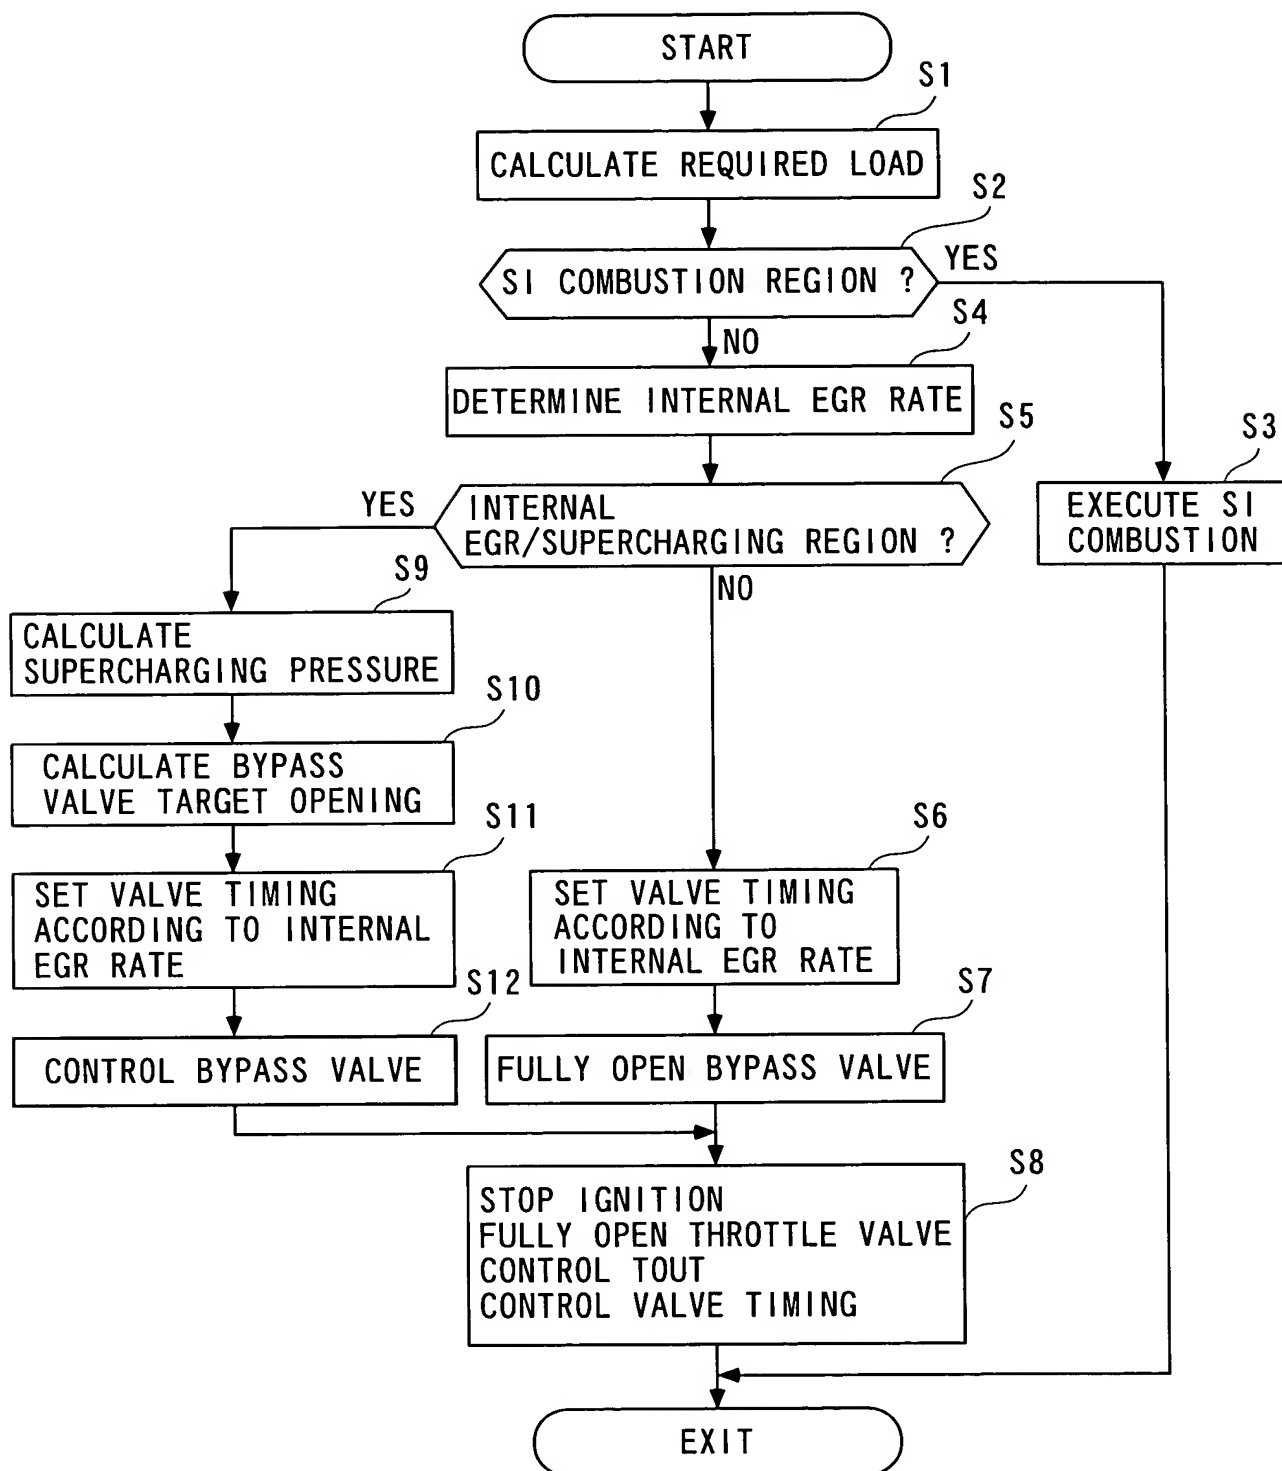 START
S1
CALCULATE REQUIRED LOAD
S2
SI COMBUSTION REGION ?
YES
NO
S4
DETERMINE INTERNAL EGR RATE
S5
S3
YES
INTERNAL
EGR/SUPERCHARGING REGION ?
EXECUTE SI
COMBUSTION
NO
S9
CALCULATE
SUPERCHARGING PRESSURE
S10
CALCULATE BYPASS
VALVE TARGET OPENING
S11
SET VALVE TIMING
ACCORDING TO INTERNAL
EGR RATE
S6
SET VALVE TIMING
ACCORDING TO
INTERNAL EGR RATE
S12
CONTROL BYPASS VALVE
S7
FULLY OPEN BYPASS VALVE
S8
STOP IGNITION
FULLY OPEN THROTTLE VALVE
CONTROL TOUT
CONTROL VALVE TIMING
EXIT